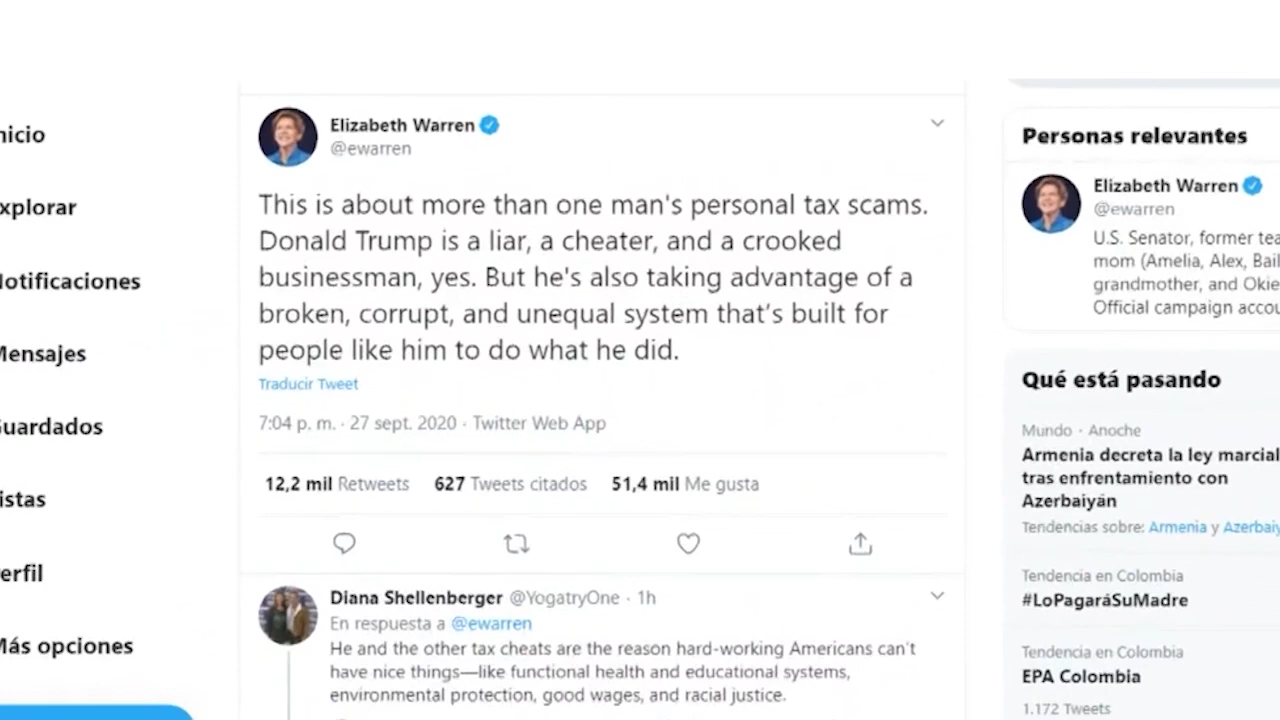 nicio
xplorar
Notificaciones
Mensajes
Guardados
istas
erfil
Más opciones
Elizabeth Warren
@ewarren
This is about more than one man's personal tax scams.
Donald Trump is a liar, a cheater, and a crooked
businessman, yes. But he's also taking advantage of a
broken, corrupt, and unequal system that's built for
people like him to do what he did.
Traducir Tweet
7:04 p. m. · 27 sept. 2020 · Twitter Web App
12,2 mil Retweets 627 Tweets citados 51,4 mil Me gusta
Diana Shellenberger @YogatryOne · 1h
En respuesta a @ewarren
He and the other tax cheats are the reason hard-working Americans can't
have nice things—like functional health and educational systems,
environmental protection, good wages, and racial justice.
Personas relevantes
Elizabeth Warren
@ewarren
U.S. Senator, former tea
mom (Amelia, Alex, Bail
grandmother, and Okie
Official campaign accou
Qué está pasando
Mundo · Anoche
Armenia decreta la ley marcial
tras enfrentamiento con
Azerbaiyán
Tendencias sobre: Armenia y Azerbaiy
Tendencia en Colombia
#LoPagaráSuMadre
Tendencia en Colombia
EPA Colombia
1.172 Tweets